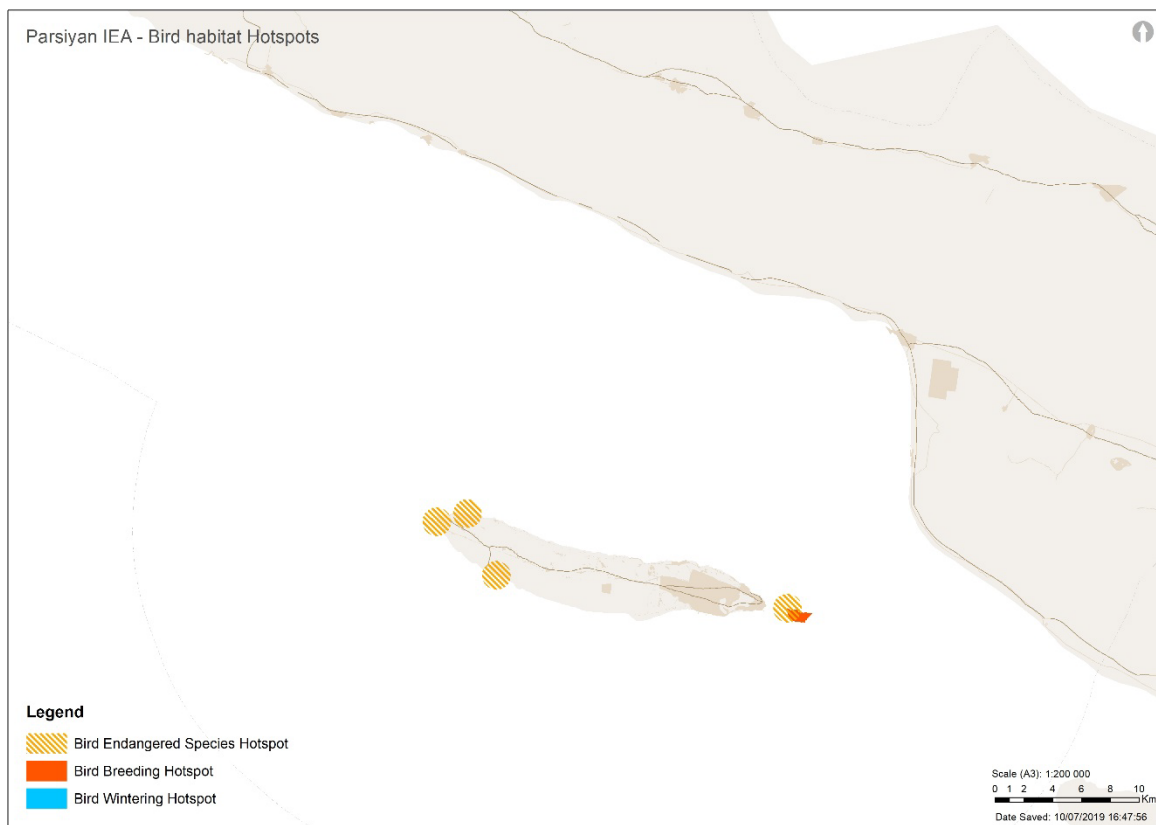 Parsiyan IEA - Bird habitat Hotspots
Legend
Bird Endangered Species Hotspot
Bird Breeding Hotspot
Bird Wintering Hotspot
Scale (A3): 1:200 000
0 1 2 4 6 8 10
Km
Date Saved: 10/07/2019 16:47:56